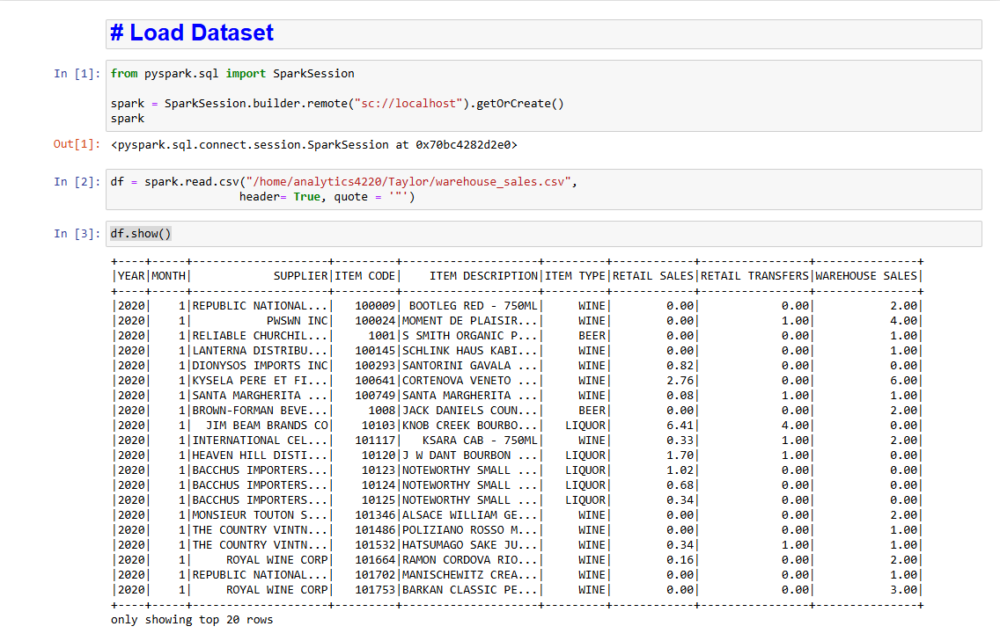 # Load Dataset
In [1]: from pyspark.sql import SparkSession
spark = SparkSession.builder.remote("sc://localhost").getOrCreate()
spark
Out[1]: <pyspark.sql.connect.session.SparkSession at 0x70bc4282d2e0>
In [2]: df = spark.read.csv("/home/analytics4220/Taylor/warehouse_sales.csv",
header= True, quote = '"')
In [3]: df.show()
+----+-----+--------------------+---------+--------------------+---------+------------+----------------+---------------+
|YEAR|MONTH|            SUPPLIER|ITEM CODE|    ITEM DESCRIPTION|ITEM TYPE|RETAIL SALES|RETAIL TRANSFERS|WAREHOUSE SALES|
+----+-----+--------------------+---------+--------------------+---------+------------+----------------+---------------+
|2020|    1|REPUBLIC NATIONAL...|   100009| BOOTLEG RED - 750ML|     WINE|        0.00|            0.00|           2.00|
|2020|    1|           PWSWN INC|   100024|MOMENT DE PLAISIR...|     WINE|        0.00|            1.00|           4.00|
|2020|    1|RELIABLE CHURCHIL...|     1001|S SMITH ORGANIC P...|     BEER|        0.00|            0.00|           1.00|
|2020|    1|LANTERNA DISTRIBU...|   100145|SCHLINK HAUS KABI...|     WINE|        0.00|            0.00|           1.00|
|2020|    1|DIONYSOS IMPORTS INC|   100293|SANTORINI GAVALA ...|     WINE|        0.82|            0.00|           0.00|
|2020|    1|KYSELA PERE ET FI...|   100641|CORTENOVA VENETO ...|     WINE|        2.76|            0.00|           6.00|
|2020|    1|SANTA MARGHERITA ...|   100749|SANTA MARGHERITA ...|     WINE|        0.08|            1.00|           1.00|
|2020|    1|BROWN-FORMAN BEVE...|     1008|JACK DANIELS COUN...|     BEER|        0.00|            0.00|           2.00|
|2020|    1|  JIM BEAM BRANDS CO|    10103|KNOB CREEK BOURBO...|   LIQUOR|        6.41|            4.00|           0.00|
|2020|    1|INTERNATIONAL CEL...|   101117|   KSARA CAB - 750ML|     WINE|        0.33|            1.00|           2.00|
|2020|    1|HEAVEN HILL DISTI...|    10120|J W DANT BOURBON ...|   LIQUOR|        1.70|            1.00|           0.00|
|2020|    1|BACCHUS IMPORTERS...|    10123|NOTEWORTHY SMALL ...|   LIQUOR|        1.02|            0.00|           0.00|
|2020|    1|BACCHUS IMPORTERS...|    10124|NOTEWORTHY SMALL ...|   LIQUOR|        0.68|            0.00|           0.00|
|2020|    1|BACCHUS IMPORTERS...|    10125|NOTEWORTHY SMALL ...|   LIQUOR|        0.34|            0.00|           0.00|
|2020|    1|MONSIEUR TOUTON S...|   101346|ALSACE WILLIAM GE...|     WINE|        0.00|            0.00|           2.00|
|2020|    1|THE COUNTRY VINTN...|   101486|POLIZIANO ROSSO M...|     WINE|        0.00|            0.00|           1.00|
|2020|    1|THE COUNTRY VINTN...|   101532|HATSUMAGO SAKE JU...|     WINE|        0.34|            1.00|           1.00|
|2020|    1|     ROYAL WINE CORP|   101664|RAMON CORDOVA RIO...|     WINE|        0.16|            0.00|           2.00|
|2020|    1|REPUBLIC NATIONAL...|   101702|MANISCHEWITZ CREA...|     WINE|        0.00|            0.00|           1.00|
|2020|    1|     ROYAL WINE CORP|   101753|BARKAN CLASSIC PE...|     WINE|        0.00|            0.00|           3.00|
+----+-----+--------------------+---------+--------------------+---------+------------+----------------+---------------+
only showing top 20 rows